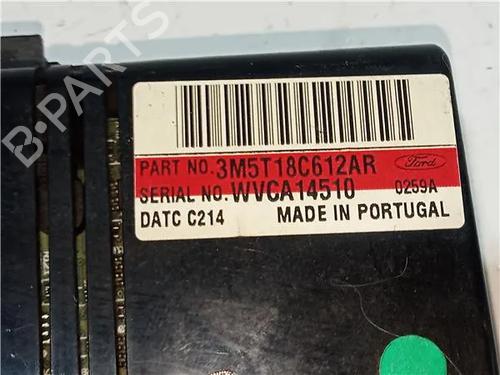 B-PARTS
PART NO. 3M5T18C612AR Ford
SERIAL NO. WVCA14510 0259A
DATC C214 MADE IN PORTUGAL